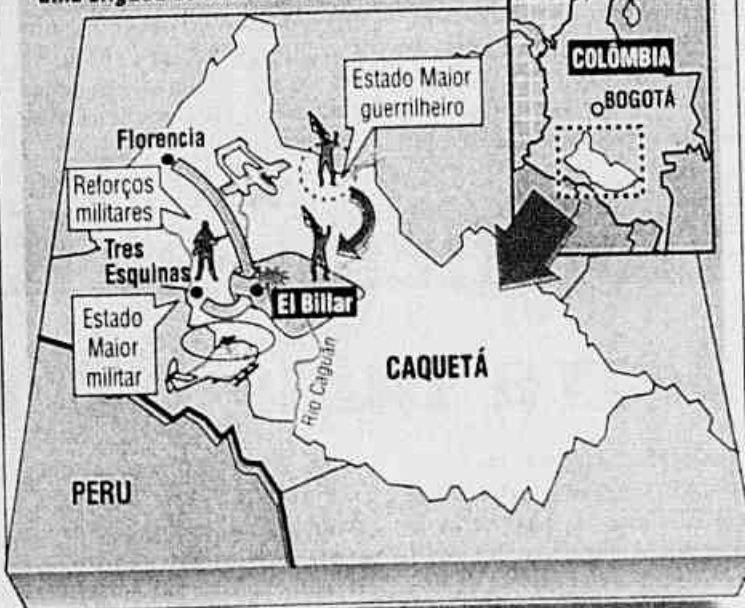 COLÔMBIA
BOGOTÁ
Estado Maior
guerrilheiro
Florencia
Reforços
militares
Tres
Esquinas
El Billar
Estado
Maior
militar
Rio Caguán
CAQUETÁ
PERU